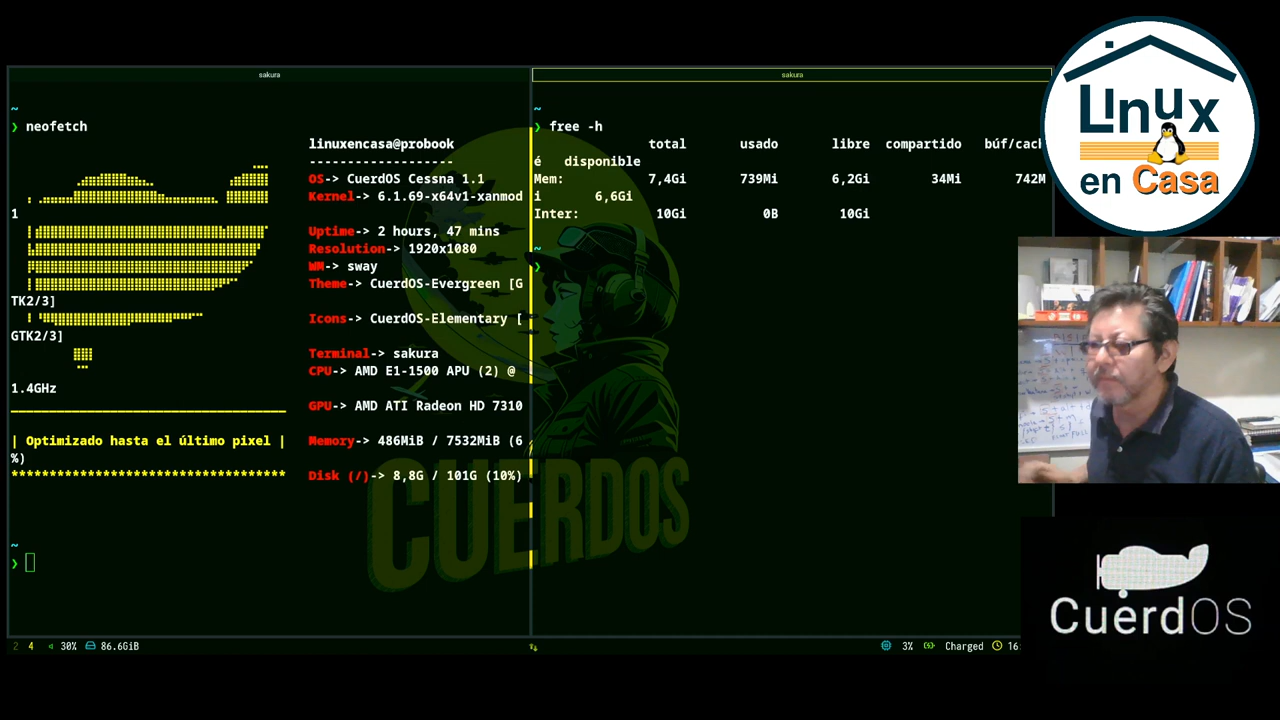 sakura
~
❯ neofetch
linuxencasa@probook
-------------------
OS-> CuerdOS Cessna 1.1
Kernel-> 6.1.69-x64v1-xanmod
1
Uptime-> 2 hours, 47 mins
Resolution-> 1920x1080
WM-> sway
Theme-> CuerdOS-Evergreen [G
TK2/3]
Icons-> CuerdOS-Elementary [
GTK2/3]
Terminal-> sakura
CPU-> AMD E1-1500 APU (2) @
1.4GHz
GPU-> AMD ATI Radeon HD 7310
| Optimizado hasta el último pixel |
Memory-> 486MiB / 7532MiB (6
%)
***********************************
Disk (/)-> 8,8G / 101G (10%)
~
❯
sakura
~
❯ free -h
total usado libre compartido búf/cach
é disponible
Mem: 7,4Gi 739Mi 6,2Gi 34Mi 742M
i 6,6Gi
Inter: 10Gi 0B 10Gi
~
❯
CUERDOS
2 4 30% 86.6GiB
3% Charged 16:
Linux
en Casa
CuerdOS